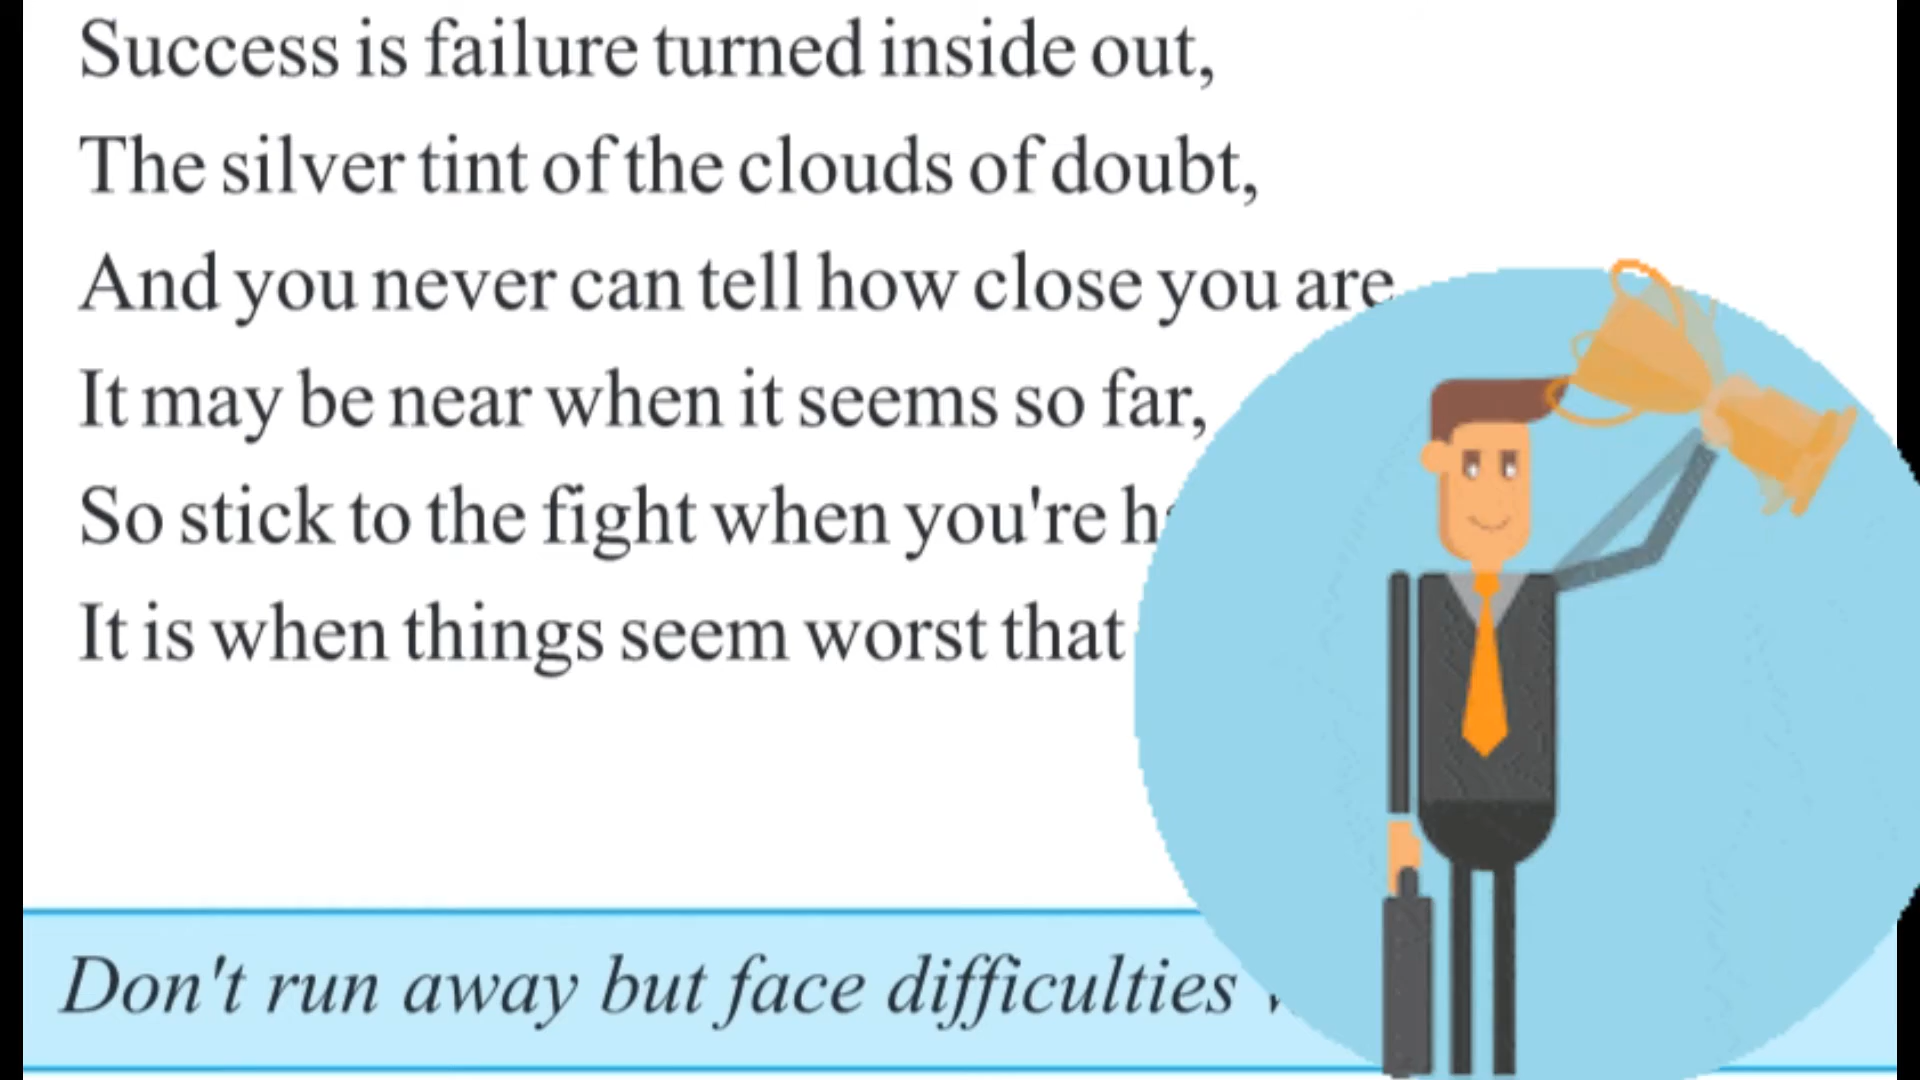 Success is failure turned inside out,
The silver tint of the clouds of doubt,
And you never can tell how close you are
It may be near when it seems so far,
So stick to the fight when you're
It is when things seem worst that
Don't run away but face difficulties